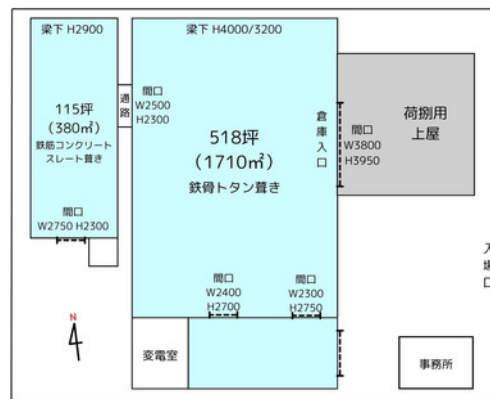 梁下 H2900
115坪
（380㎡）
鉄筋コンクリート
スレート葺き
間口
W2750 H2300
通路
梁下 H4000/3200
間口
W2500
H2300
518坪
（1710㎡）
鉄骨トタン葺き
倉庫入口
間口
W3800
H3950
荷捌用
上屋
間口
W2400
H2700
間口
W2300
H2750
入場口
N
変電室
事務所